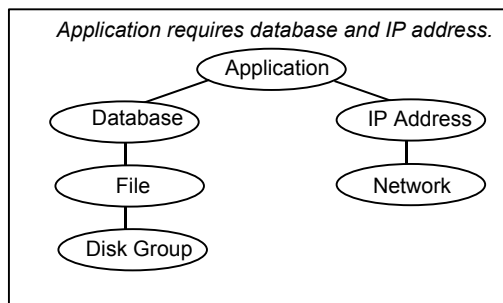 Application requires database and IP address.
Application
Database
IP Address
File
Network
Disk Group